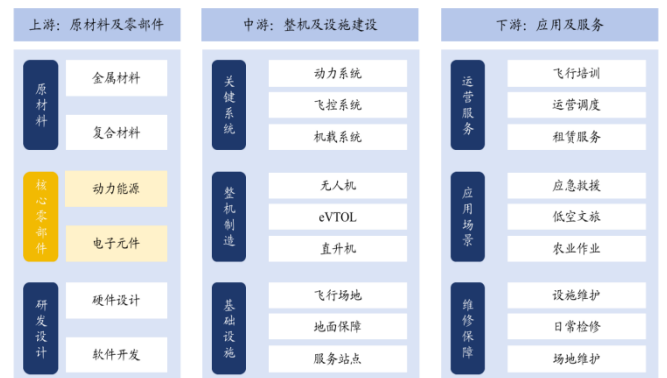 上游：原材料及零部件
原材料
金属材料
复合材料
核心零部件
动力能源
电子元件
研发设计
硬件设计
软件开发
中游：整机及设施建设
关键系统
动力系统
飞控系统
机载系统
整机制造
无人机
eVTOL
直升机
基础设施
飞行场地
地面保障
服务站点
下游：应用及服务
运营服务
飞行培训
运营调度
租赁服务
应用场景
应急救援
低空文旅
农业作业
维修保障
设施维护
日常检修
场地维护